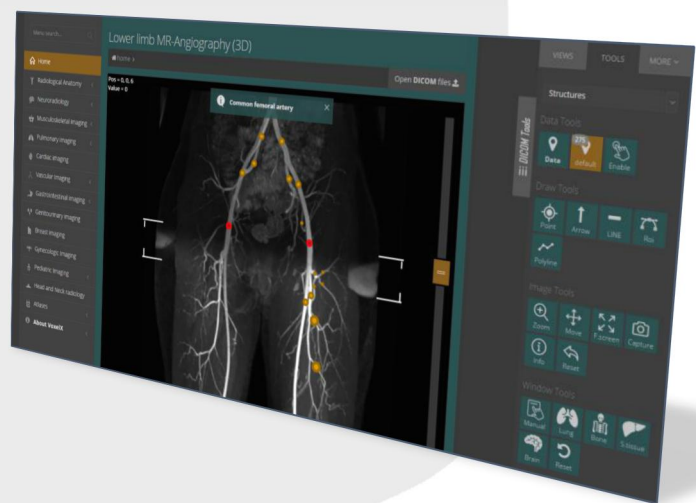 Menu search...
Home
Radiological Anatomy
Neuroradiology
Musculoskeletal imaging
Pulmonary imaging
Cardiac imaging
Vascular imaging
Gastrointestinal imaging
Genitourinary imaging
Breast imaging
Gynecologic imaging
Pediatric imaging
Head and Neck radiology
Atlases
About VoxelX
Lower limb MR-Angiography (3D)
Home
Open DICOM files
Pos = 0, 0, 6
Value = 0
Common femoral artery
DICOM Tools
VIEWS
TOOLS
MORE
Structures
Data Tools
Data
275
default
Enable
Draw Tools
Point
Arrow
LINE
Roi
Polyline
Image Tools
Zoom
Move
F.screen
Capture
Info
Reset
Window Tools
Manual
Lung
Bone
S.tissue
Brain
Reset